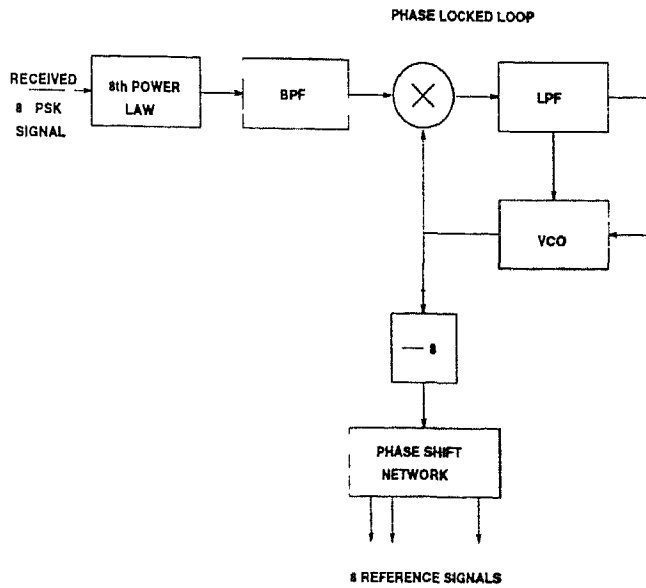 PHASE LOCKED LOOP
RECEIVED
8 PSK
SIGNAL
8th POWER
LAW
BPF
LPF
VCO
— 8
PHASE SHIFT
NETWORK
8 REFERENCE SIGNALS